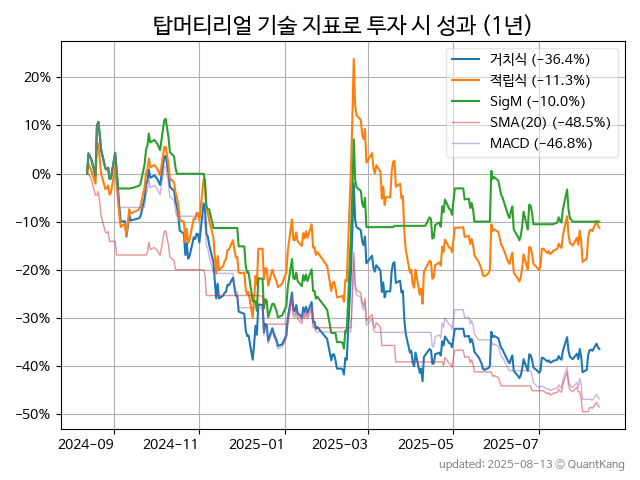 탑머티리얼 기술 지표로 투자 시 성과 (1년)
거치식 (−36.4%)
적립식 (−11.3%)
SigM (−10.0%)
SMA(20) (−48.5%)
MACD (−46.8%)
20%
10%
0%
−10%
−20%
−30%
−40%
−50%
2024-09 2024-11 2025-01 2025-03 2025-05 2025-07
updated: 2025-08-13 ⓒ QuantKang